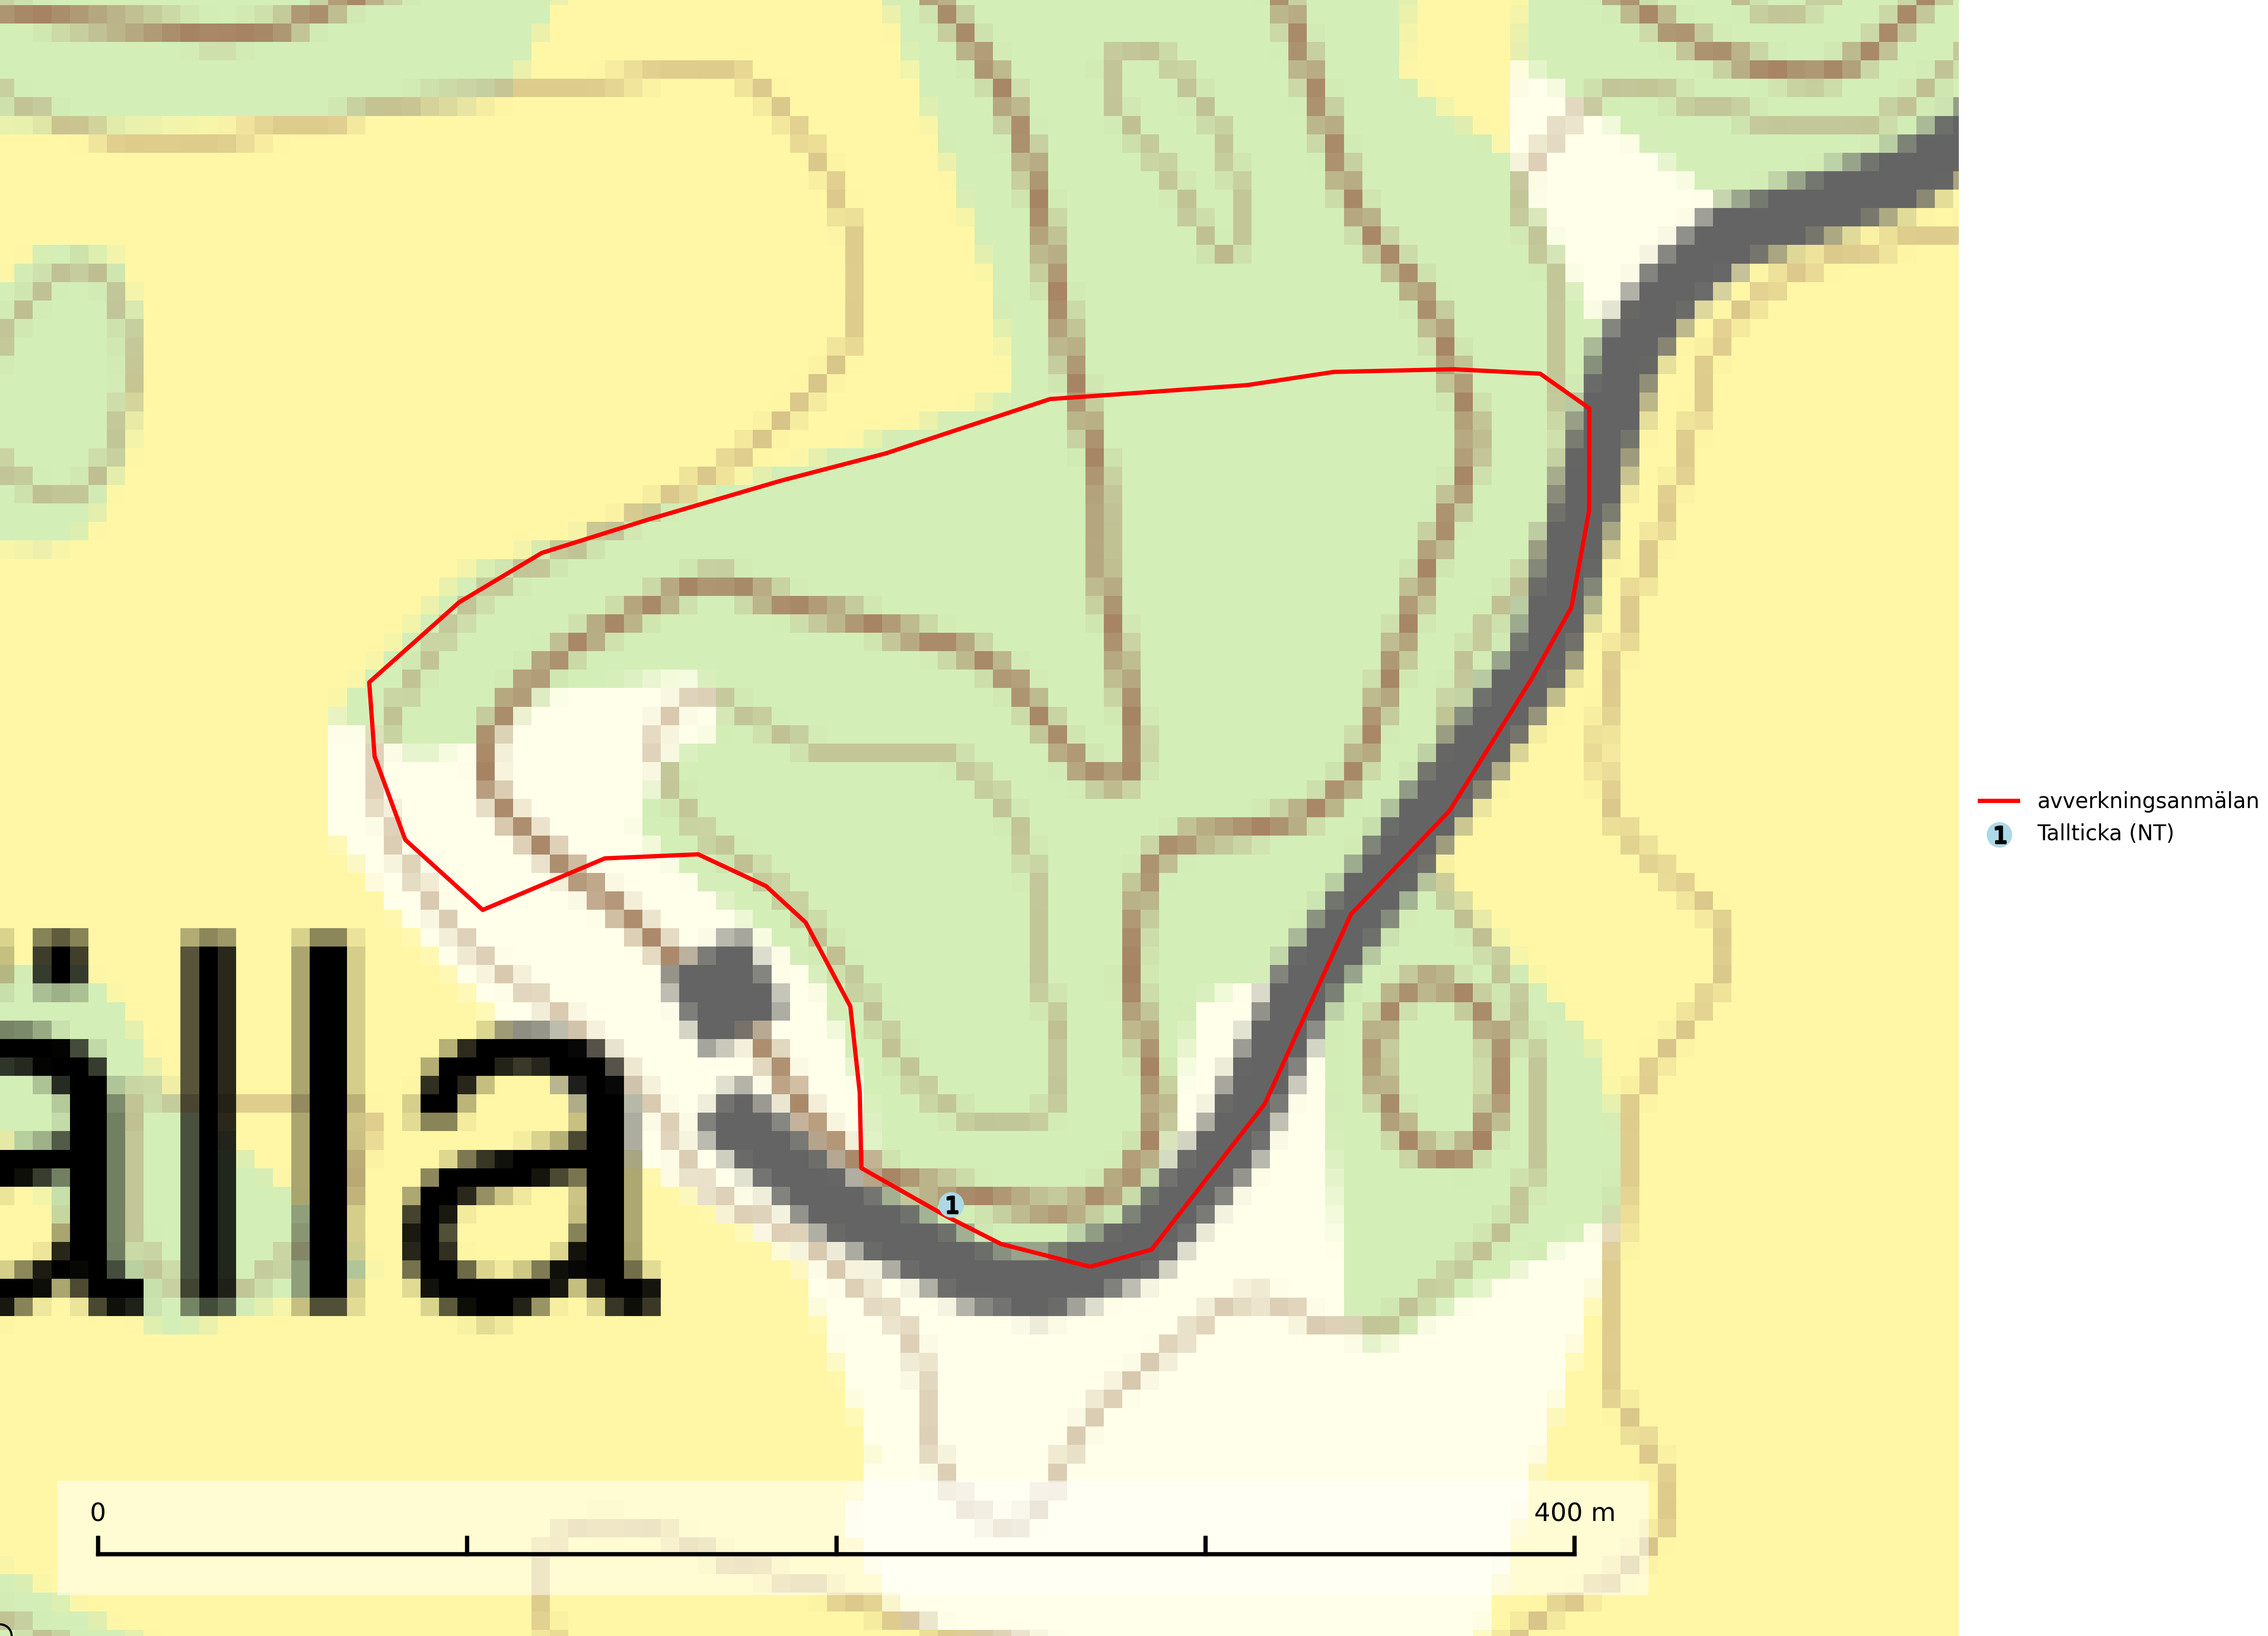 avverkningsanmälan
1 Tallticka (NT)
älla
1
0 400 m